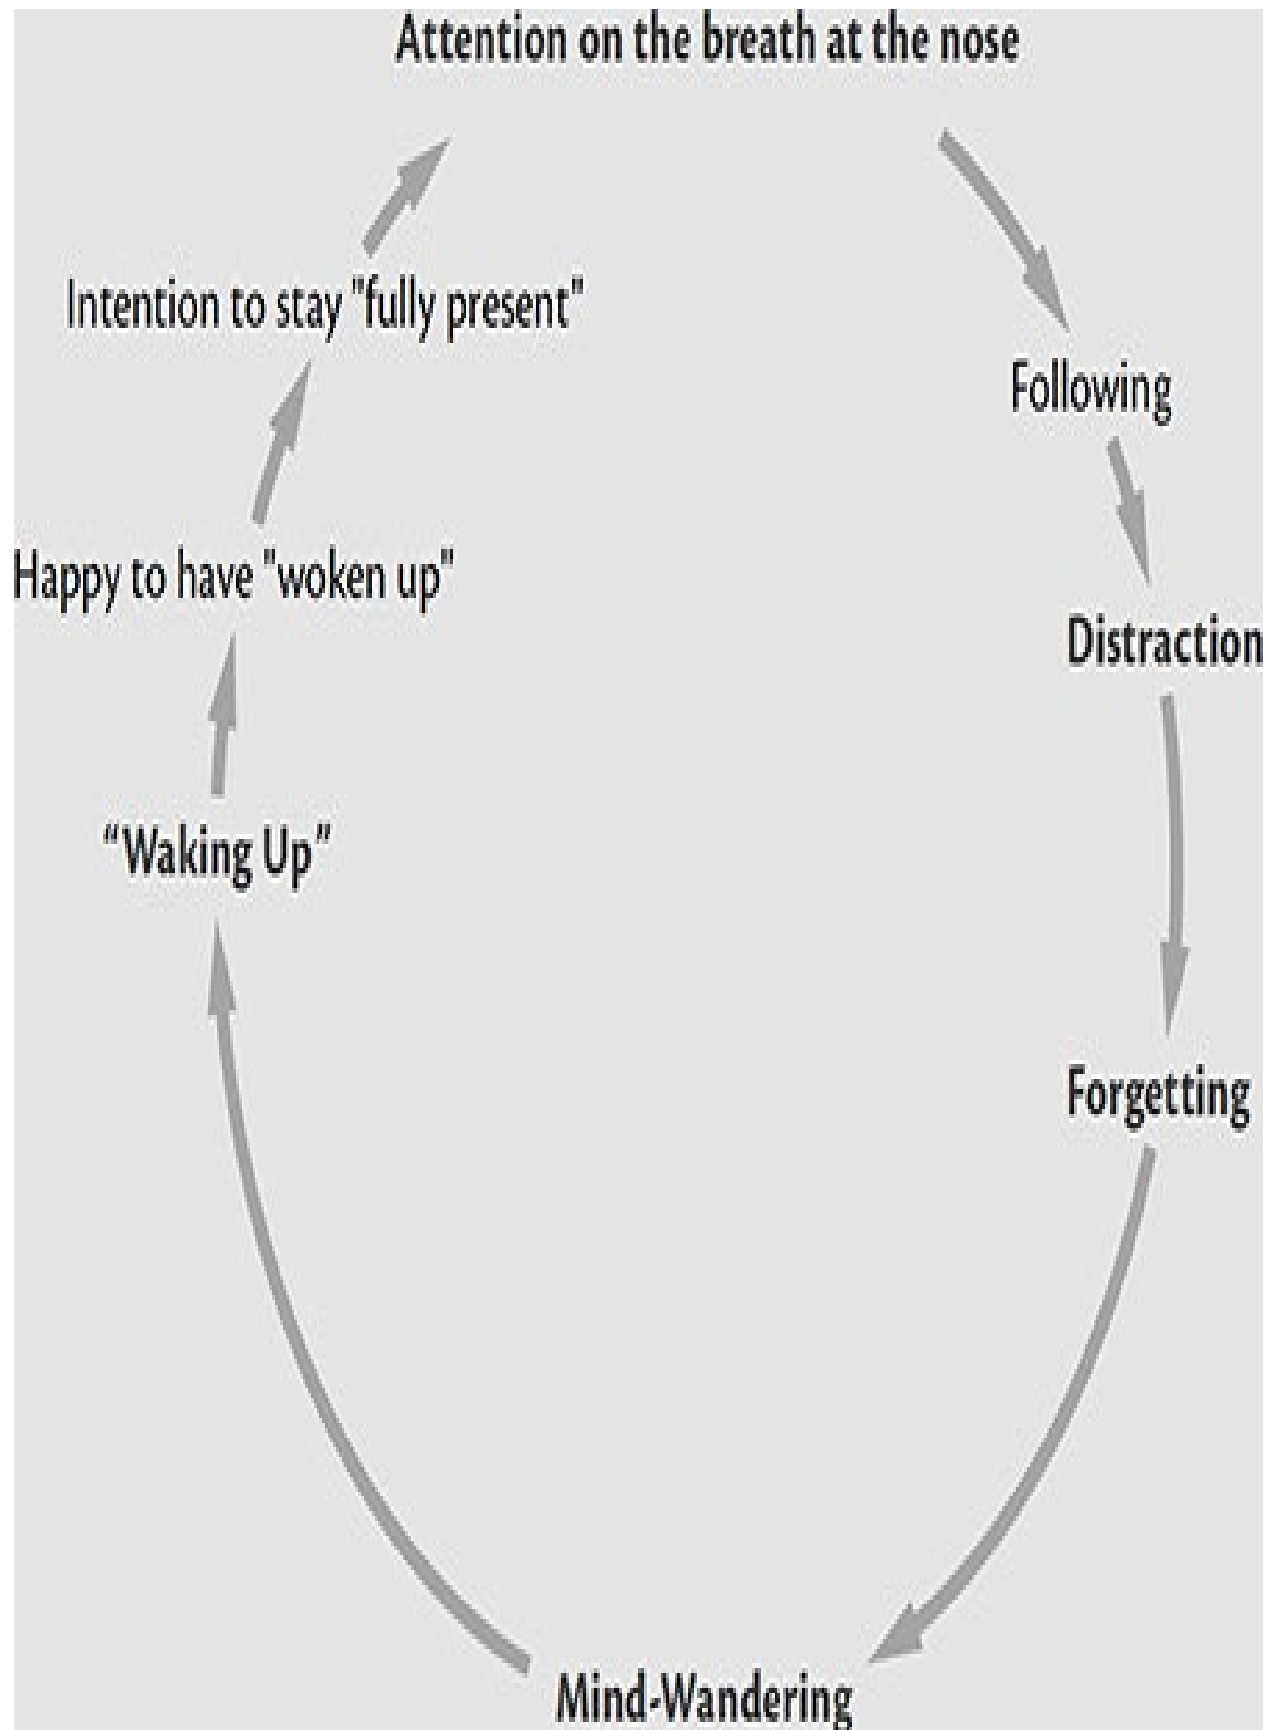 Attention on the breath at the nose
Intention to stay "fully present"
Following
Happy to have "woken up"
Distraction
“Waking Up”
Forgetting
Mind-Wandering